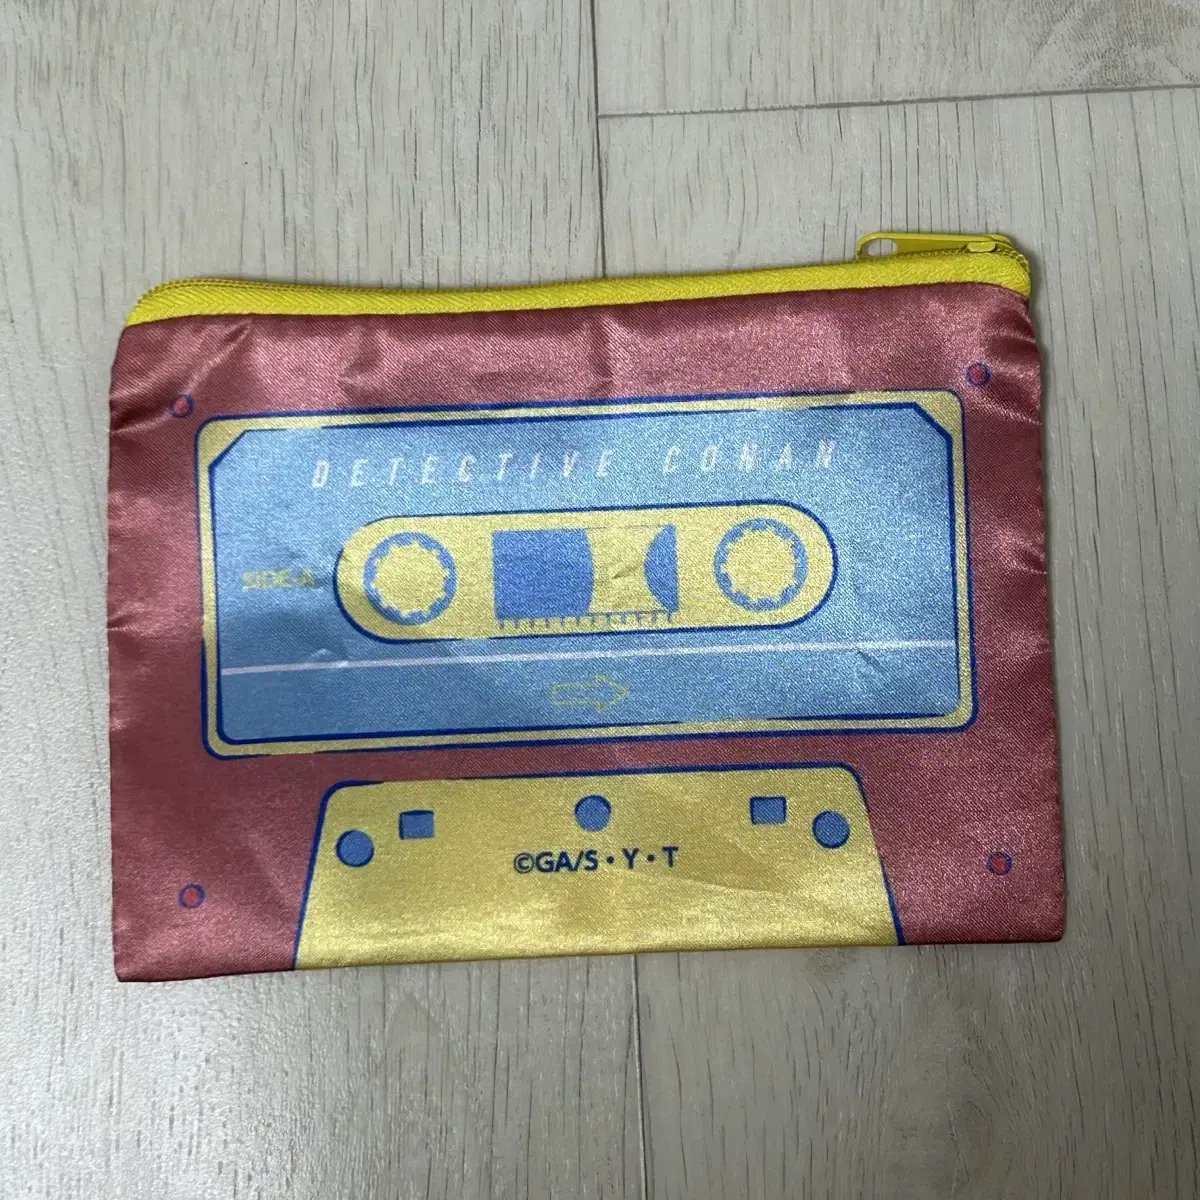 DETECTIVE CONAN
SIDE-A
©GA/S・Y・T